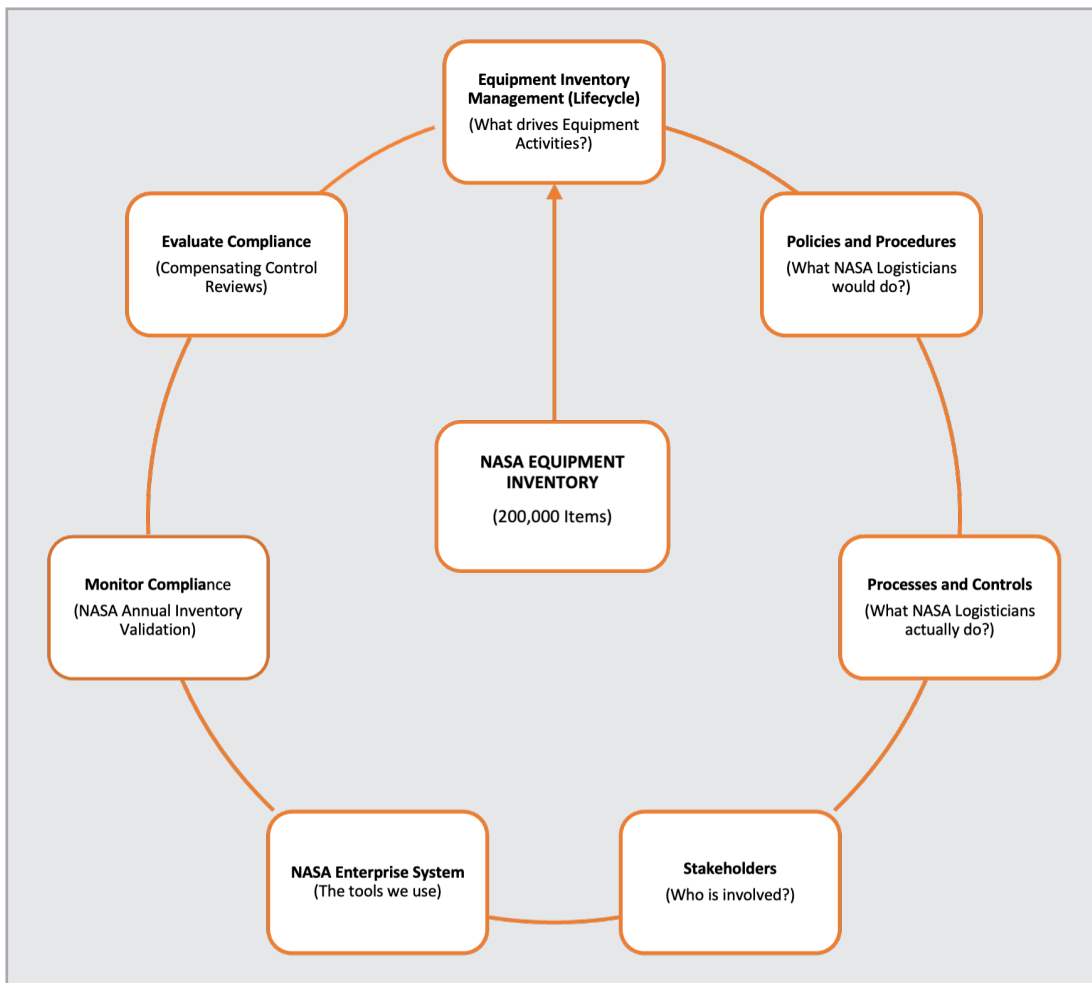 Equipment Inventory
Management (Lifecycle)
(What drives Equipment
Activities?)
Policies and Procedures
(What NASA Logisticians
would do?)
Processes and Controls
(What NASA Logisticians
actually do?)
Stakeholders
(Who is involved?)
NASA Enterprise System
(The tools we use)
Monitor Compliance
(NASA Annual Inventory
Validation)
Evaluate Compliance
(Compensating Control
Reviews)
NASA EQUIPMENT
INVENTORY
(200,000 Items)